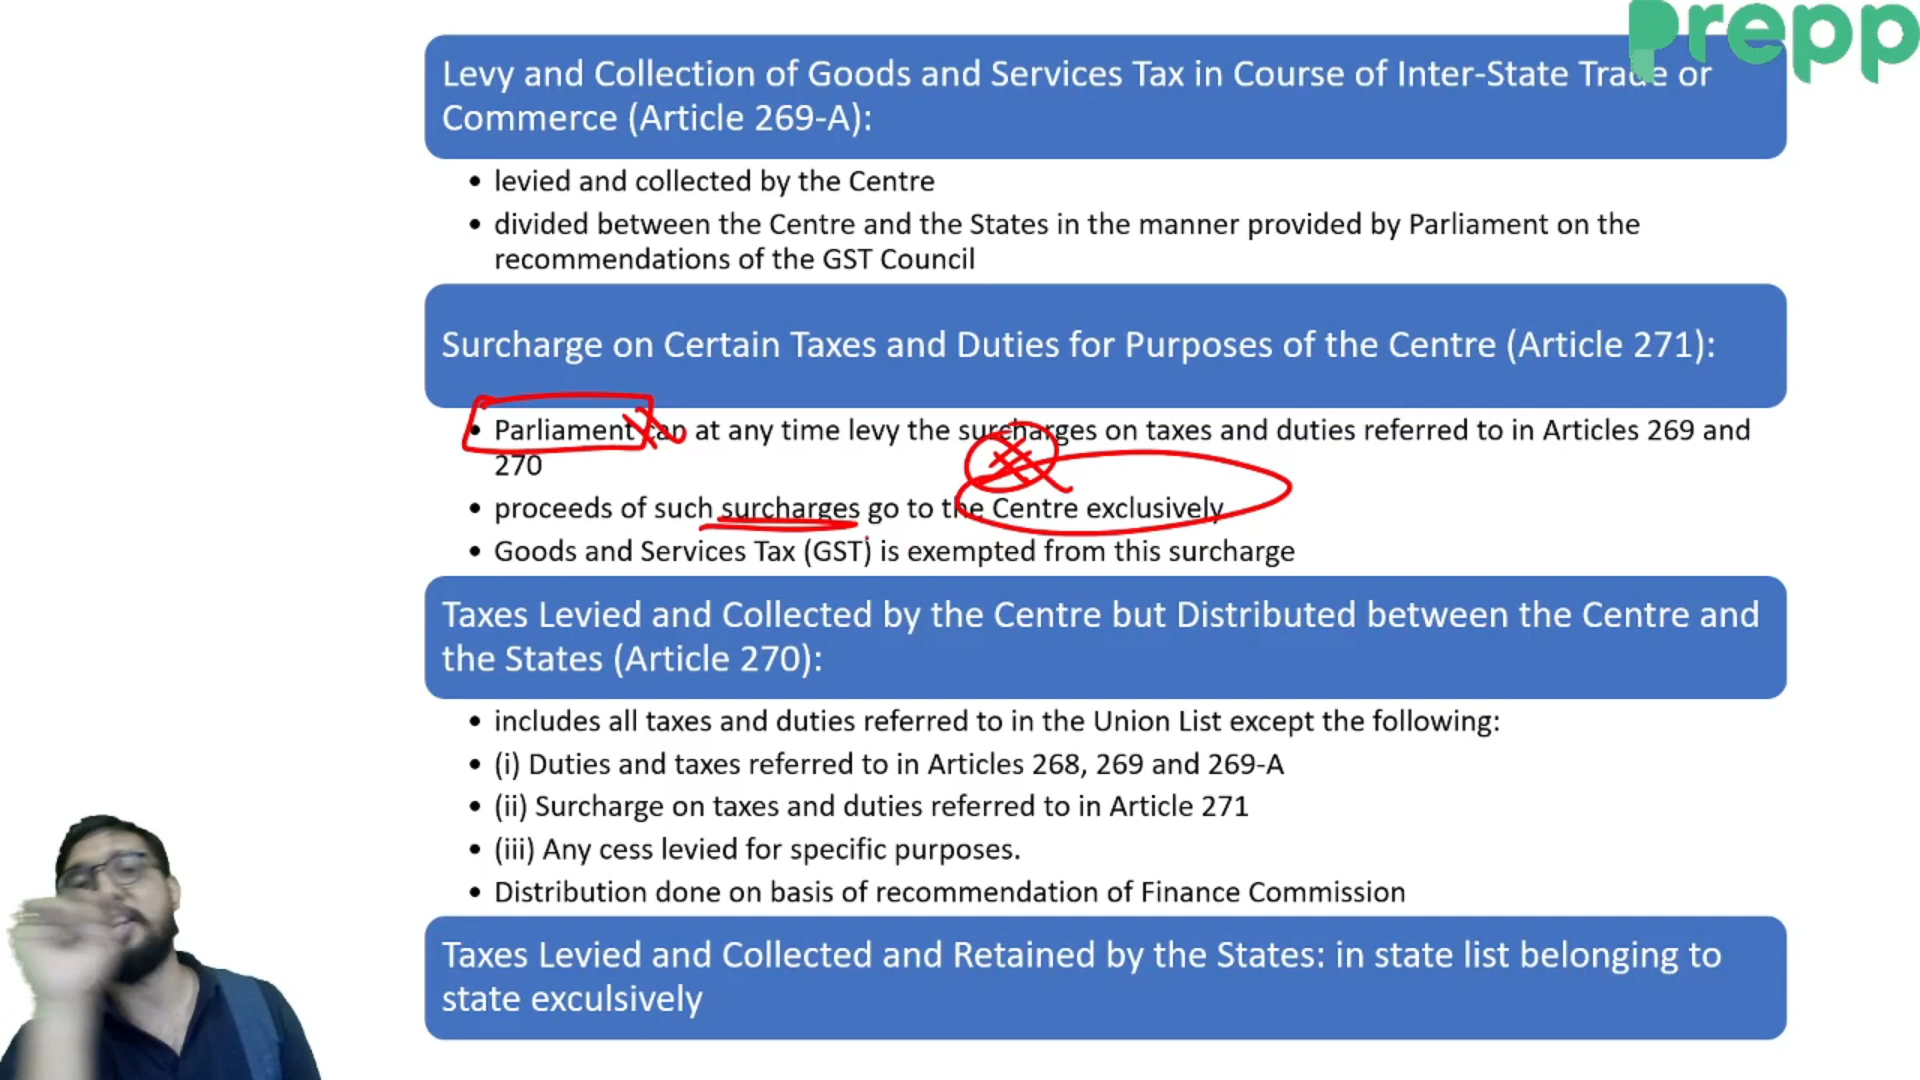 prepp
Levy and Collection of Goods and Services Tax in Course of Inter-State Trade or
Commerce (Article 269-A):
• levied and collected by the Centre
• divided between the Centre and the States in the manner provided by Parliament on the
recommendations of the GST Council
Surcharge on Certain Taxes and Duties for Purposes of the Centre (Article 271):
• Parliament can at any time levy the surcharges on taxes and duties referred to in Articles 269 and
270
• proceeds of such surcharges go to the Centre exclusively
• Goods and Services Tax (GST) is exempted from this surcharge
Taxes Levied and Collected by the Centre but Distributed between the Centre and
the States (Article 270):
• includes all taxes and duties referred to in the Union List except the following:
• (i) Duties and taxes referred to in Articles 268, 269 and 269-A
• (ii) Surcharge on taxes and duties referred to in Article 271
• (iii) Any cess levied for specific purposes.
• Distribution done on basis of recommendation of Finance Commission
Taxes Levied and Collected and Retained by the States: in state list belonging to
state exculsively